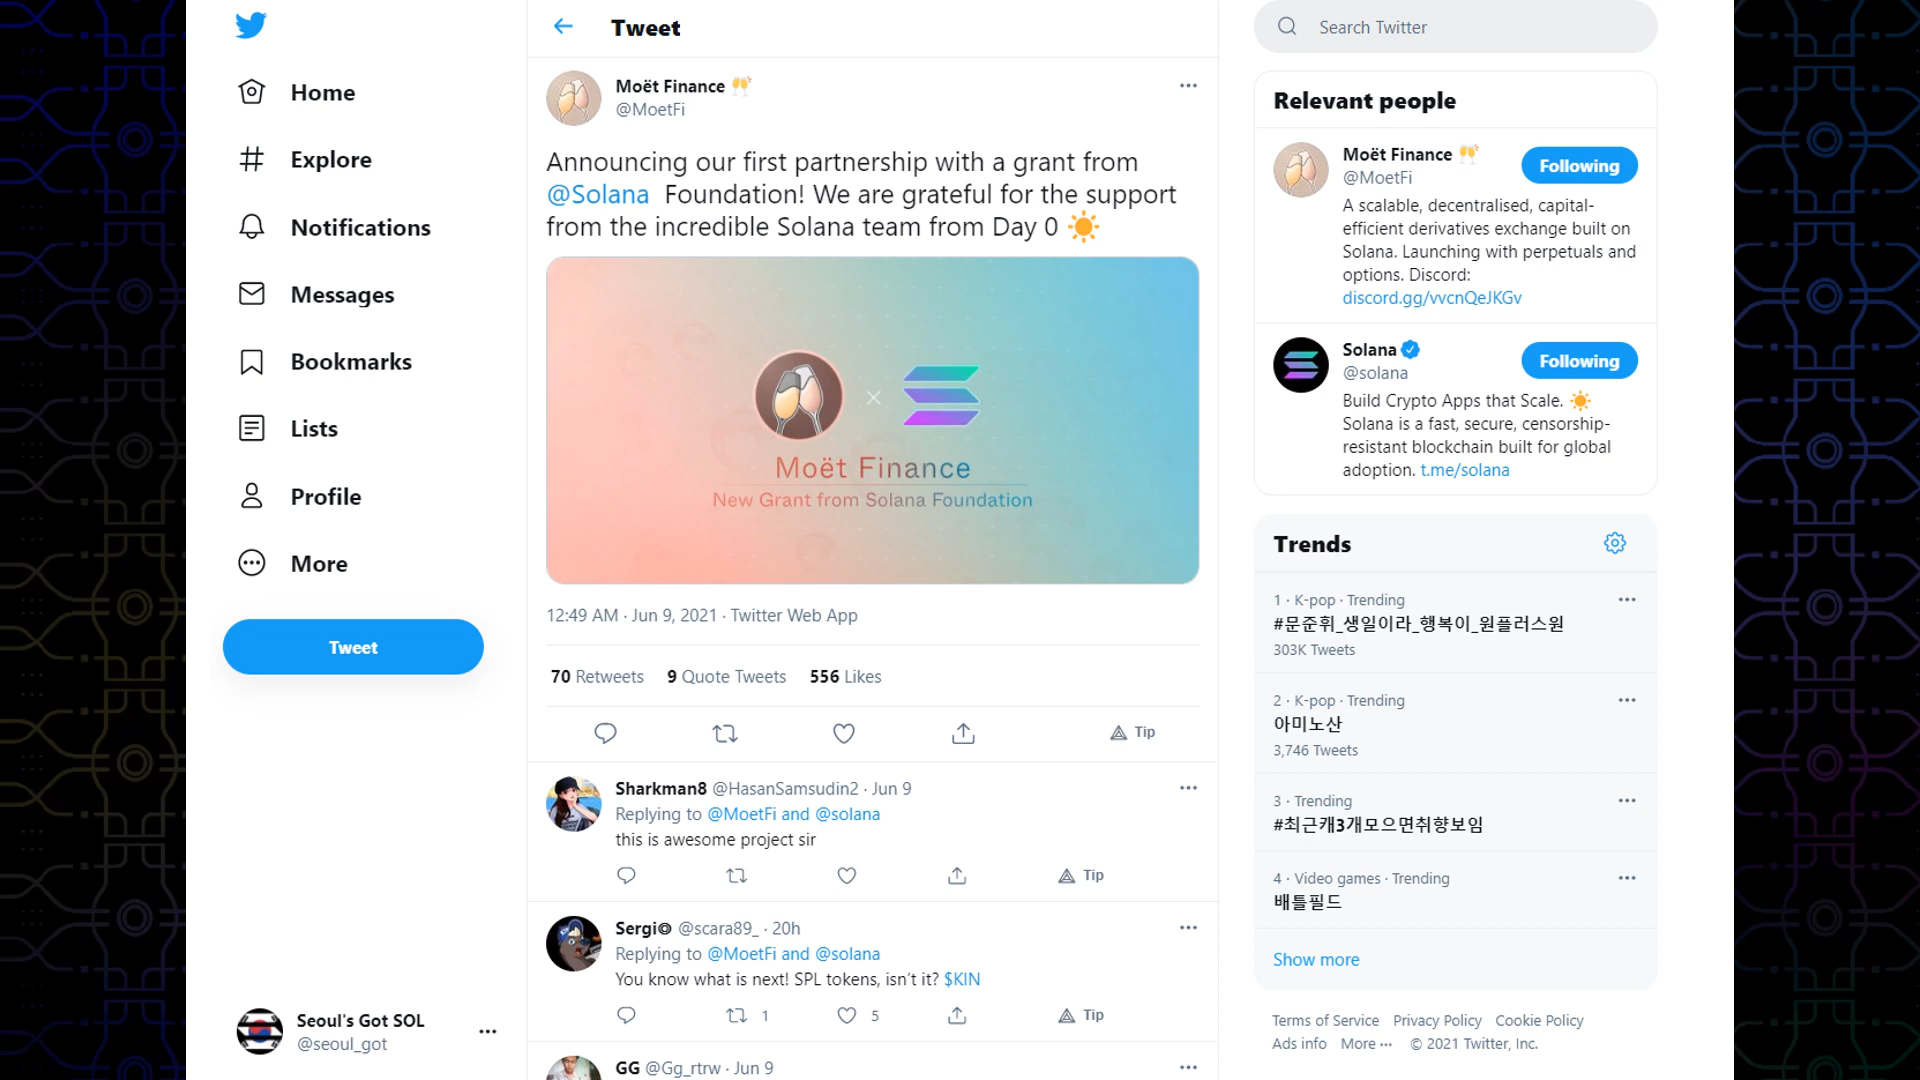 Home
Explore
Notifications
Messages
Bookmarks
Lists
Profile
More
Tweet
Seoul's Got SOL
@seoul_got
Tweet
Moët Finance 🥂
@MoetFi
Announcing our first partnership with a grant from
@Solana Foundation! We are grateful for the support
from the incredible Solana team from Day 0 ☀️
Moët Finance
New Grant from Solana Foundation
12:49 AM · Jun 9, 2021 · Twitter Web App
70 Retweets 9 Quote Tweets 556 Likes
Tip
Sharkman8 @HasanSamsudin2 · Jun 9
Replying to @MoetFi and @solana
this is awesome project sir
Tip
Sergi @scara89_ · 20h
Replying to @MoetFi and @solana
You know what is next! SPL tokens, isn't it? $KIN
1 5 Tip
GG @Gg_rtrw · Jun 9
Search Twitter
Relevant people
Moët Finance 🥂
@MoetFi
Following
A scalable, decentralised, capital-
efficient derivatives exchange built on
Solana. Launching with perpetuals and
options. Discord:
discord.gg/vvcnQeJKGv
Solana
@solana
Following
Build Crypto Apps that Scale. ☀️
Solana is a fast, secure, censorship-
resistant blockchain built for global
adoption. t.me/solana
Trends
1 · K-pop · Trending
#문준휘_생일이라_행복이_원플러스원
303K Tweets
2 · K-pop · Trending
아미노산
3,746 Tweets
3 · Trending
#최근캐3개모으면취향보임
4 · Video games · Trending
배틀필드
Show more
Terms of Service Privacy Policy Cookie Policy
Ads info More ··· © 2021 Twitter, Inc.